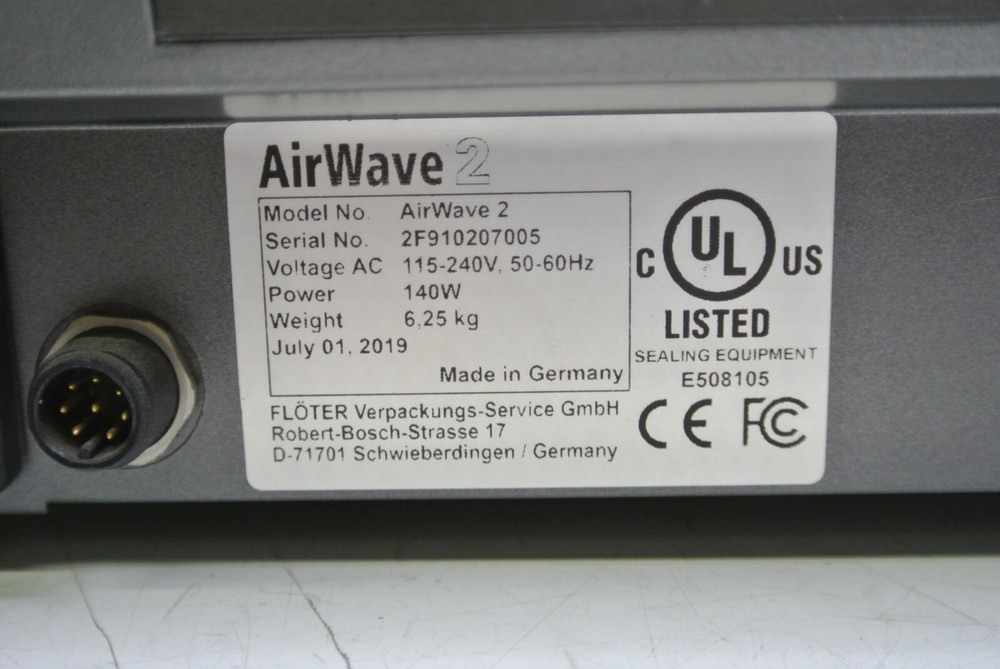 AirWave 2
Model No. AirWave 2
Serial No. 2F910207005
Voltage AC 115-240V, 50-60Hz
Power 140W
Weight 6,25 kg
July 01, 2019
Made in Germany
FLÖTER Verpackungs-Service GmbH
Robert-Bosch-Strasse 17
D-71701 Schwieberdingen / Germany
C UL US
LISTED
SEALING EQUIPMENT
E508105
CE FC